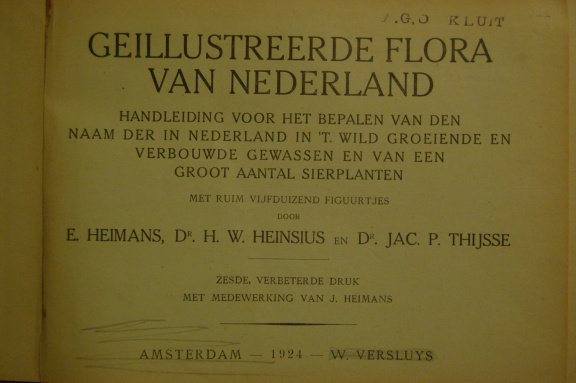 .G.O KLUIT
GEILLUSTREERDE FLORA
VAN NEDERLAND
HANDLEIDING VOOR HET BEPALEN VAN DEN
NAAM DER IN NEDERLAND IN 'T. WILD GROEIENDE EN
VERBOUWDE GEWASSEN EN VAN EEN
GROOT AANTAL SIERPLANTEN
MET RUIM VIJFDUIZEND FIGUURTJES
DOOR
E. HEIMANS, Dr. H. W. HEINSIUS EN Dr. JAC. P. THIJSSE
ZESDE, VERBETERDE DRUK
MET MEDEWERKING VAN J. HEIMANS
AMSTERDAM — 1924 — W. VERSLUYS